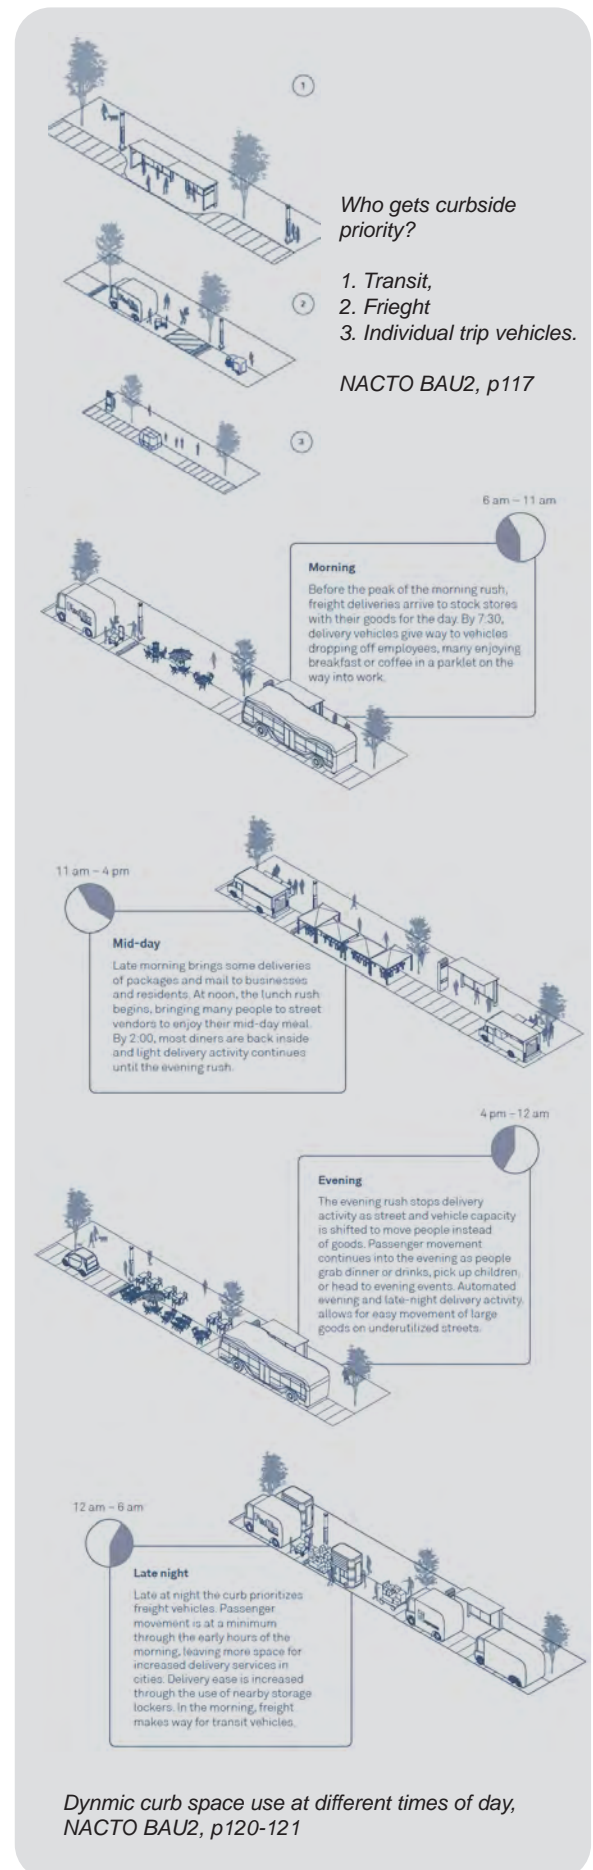 1
Who gets curbside
priority?
1. Transit,
2. Frieght
3. Individual trip vehicles.
NACTO BAU2, p117
2
3
6 am – 11 am
Morning
Before the peak of the morning rush,
freight deliveries arrive to stock stores
with their goods for the day. By 7:30,
delivery vehicles give way to vehicles
dropping off employees, many enjoying
breakfast or coffee in a parklet on the
way into work.
11 am – 4 pm
Mid-day
Late morning brings some deliveries
of packages and mail to businesses
and residents. At noon, the lunch rush
begins, bringing many people to street
vendors to enjoy their mid-day meal.
By 2:00, most diners are back inside
and light delivery activity continues
until the evening rush.
4 pm – 12 am
Evening
The evening rush stops delivery
activity as street and vehicle capacity
is shifted to move people instead
of goods. Passenger movement
continues into the evening as people
grab dinner or drinks, pick up children,
or head to evening events. Automated
evening and late-night delivery activity
allows for easy movement of large
goods on underutilized streets.
12 am – 6 am
Late night
Late at night the curb prioritizes
freight vehicles. Passenger
movement is at a minimum
through the early hours of the
morning, leaving more space for
increased delivery services in
cities. Delivery ease is increased
through the use of nearby storage
lockers. In the morning, freight
makes way for transit vehicles.
Dynmic curb space use at different times of day,
NACTO BAU2, p120-121